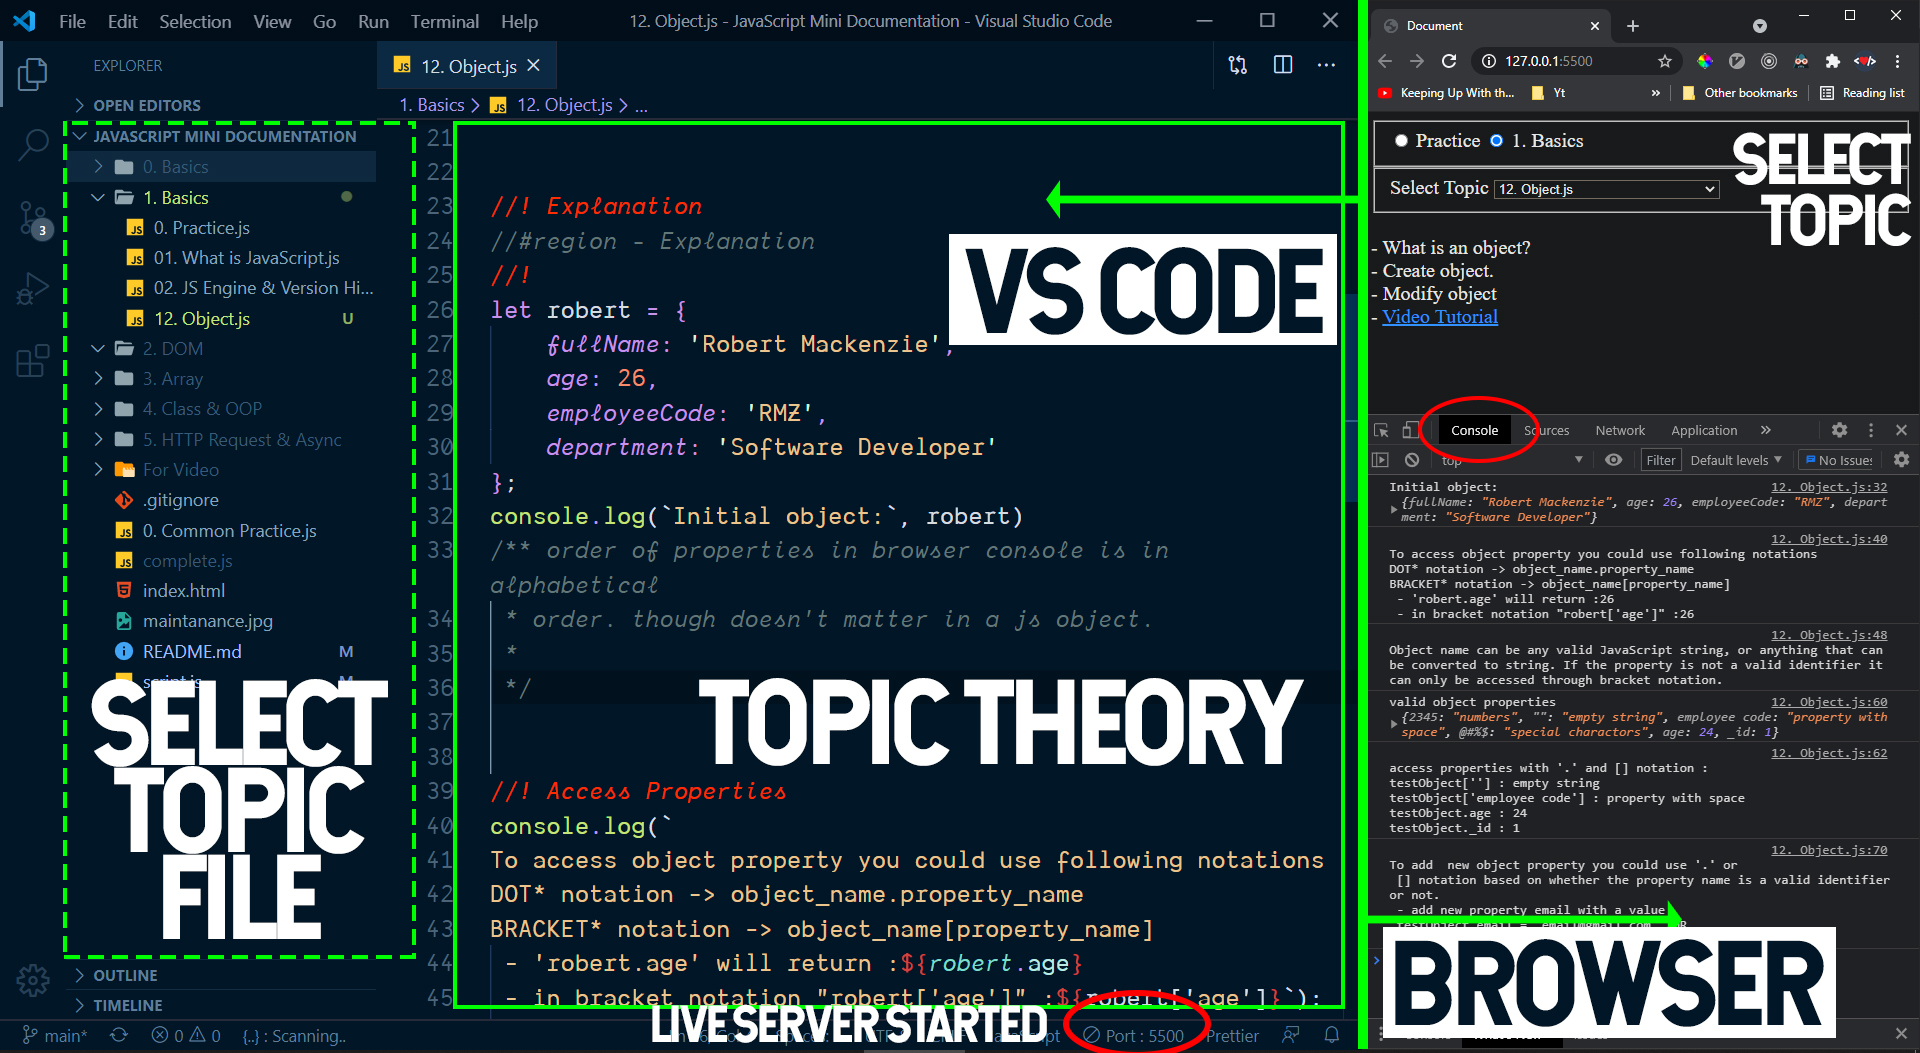 File Edit Selection View Go Run Terminal Help
12. Object.js - JavaScript Mini Documentation - Visual Studio Code
EXPLORER
OPEN EDITORS
JAVASCRIPT MINI DOCUMENTATION
0. Basics
1. Basics
0. Practice.js
01. What is JavaScript.js
02. JS Engine & Version Hi...
12. Object.js U
2. DOM
3. Array
4. Class & OOP
5. HTTP Request & Async
For Video
.gitignore
0. Common Practice.js
complete.js
index.html
maintanance.jpg
README.md M
script.js M
SELECT
TOPIC
FILE
OUTLINE
TIMELINE
3
12. Object.js
1. Basics > 12. Object.js > ...
21
22
23 //! Explanation
24 //#region - Explanation
25 //!
26 let robert = {
27 fullName: 'Robert Mackenzie',
28 age: 26,
29 employeeCode: 'RMZ',
30 department: 'Software Developer'
31 };
32 console.log(`Initial object:`, robert)
33 /** order of properties in browser console is in
alphabetical
34 * order. though doesn't matter in a js object.
35 *
36 */
37
38
39 //! Access Properties
40 console.log(`
41 To access object property you could use following notations
42 DOT* notation -> object_name.property_name
43 BRACKET* notation -> object_name[property_name]
44 - 'robert.age' will return :${robert.age}
45 - in bracket notation "robert['age']" :${robert['age']}`);
VS CODE
TOPIC THEORY
LIVE SERVER STARTED
main* 0 0 {..} : Scanning..
Port : 5500 Prettier
Document
127.0.0.1:5500
Keeping Up With th... Yt » Other bookmarks Reading list
Practice 1. Basics
Select Topic 12. Object.js
SELECT
TOPIC
- What is an object?
- Create object.
- Modify object
- Video Tutorial
Console Sources Network Application »
top Filter Default levels No Issues
Initial object: 12. Object.js:32
{fullName: "Robert Mackenzie", age: 26, employeeCode: "RMZ", depart
ment: "Software Developer"}
12. Object.js:40
To access object property you could use following notations
DOT* notation -> object_name.property_name
BRACKET* notation -> object_name[property_name]
- 'robert.age' will return :26
- in bracket notation "robert['age']" :26
12. Object.js:48
Object name can be any valid JavaScript string, or anything that can
be converted to string. If the property is not a valid identifier it
can only be accessed through bracket notation.
valid object properties 12. Object.js:60
{2345: "numbers", "": "empty string", employee code: "property with
space", @#%$: "special charactors", age: 24, _id: 1}
12. Object.js:62
access properties with '.' and [] notation :
testObject[''] : empty string
testObject['employee code'] : property with space
testObject.age : 24
testObject._id : 1
12. Object.js:70
To add new object property you could use '.' or
[] notation based on whether the property name is a valid identifier
or not.
- add new property email with a value
BROWSER